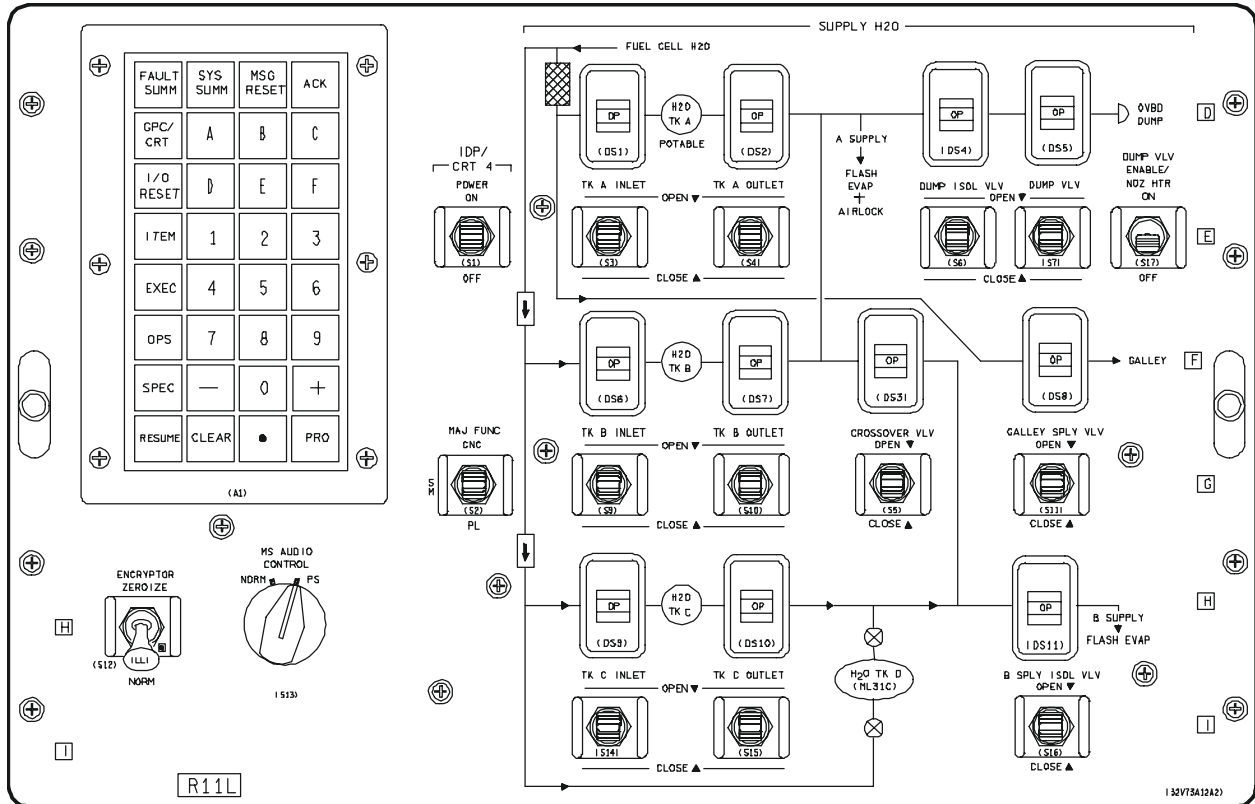 SUPPLY H2O
FUEL CELL H2O
FAULT SUMM
SYS SUMM
MSG RESET
ACK
GPC/ CRT
A
B
C
I/O RESET
D
E
F
ITEM
1
2
3
EXEC
4
5
6
OPS
7
8
9
SPEC
—
0
+
RESUME
CLEAR
•
PRO
(A1)
IDP/
CRT 4
POWER
ON
(S1)
OFF
MAJ FUNC
GNC
SM
(S2)
PL
ENCRYPTOR
ZEROIZE
(S12)
NORM
MS AUDIO
CONTROL
NORM
PS
(S13)
H
I
R11L
OP
(DS1)
H2O
TK A
POTABLE
OP
(DS2)
A SUPPLY
FLASH
EVAP
+
AIRLOCK
OP
(DS4)
OP
(DS5)
OVBD
DUMP
D
TK A INLET
OPEN ▼
TK A OUTLET
(S3)
(S4)
CLOSE ▲
DUMP ISOL VLV
DUMP VLV
OPEN ▼
(S6)
(S7)
CLOSE ▲
DUMP VLV
ENABLE/
NOZ HTR
ON
(S17)
OFF
E
OP
(DS6)
H2O
TK B
OP
(DS7)
OP
(DS3)
OP
(DS8)
GALLEY
F
TK B INLET
OPEN ▼
TK B OUTLET
(S9)
(S10)
CLOSE ▲
CROSSOVER VLV
OPEN ▼
(S5)
CLOSE ▲
GALLEY SPLY VLV
OPEN ▼
(S11)
CLOSE ▲
G
OP
(DS9)
H2O
TK C
OP
(DS10)
H₂O TK D
(ML31C)
OP
(DS11)
B SUPPLY
FLASH EVAP
H
TK C INLET
OPEN ▼
TK C OUTLET
(S14)
(S15)
CLOSE ▲
B SPLY ISOL VLV
OPEN ▼
(S16)
CLOSE ▲
I